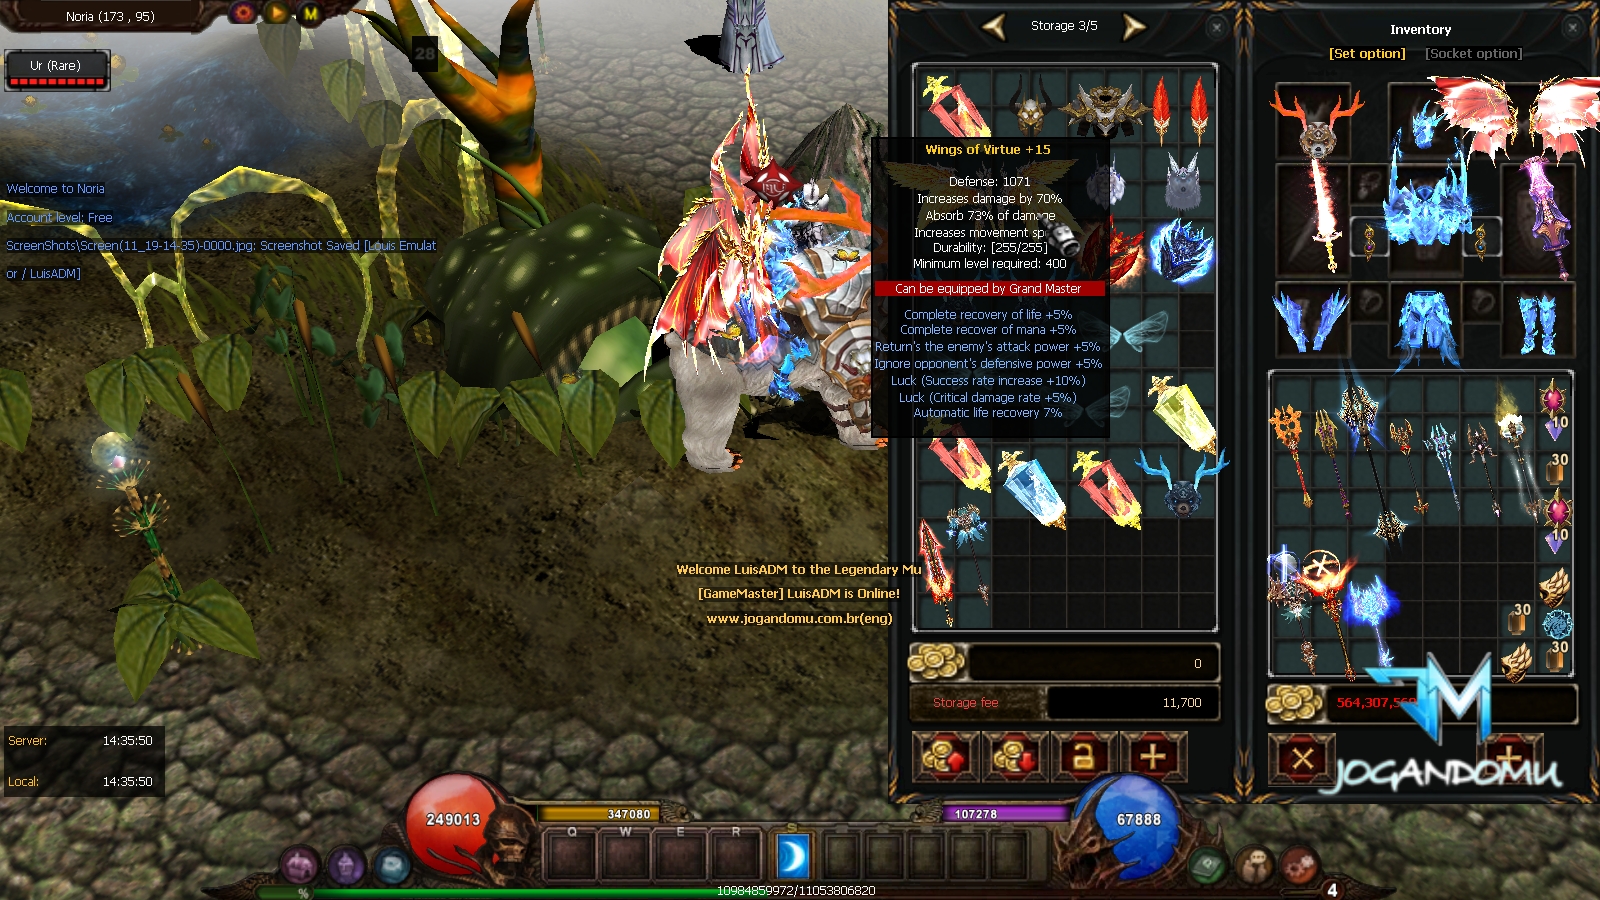 Noria (173 , 95)
M
Ur (Rare)
28
Welcome to Noria
Account level: Free
ScreenShots\Screen(11_19-14-35)-0000.jpg: Screenshot Saved [Louis Emulat
or / LuisADM]
Storage 3/5
Wings of Virtue +15
Defense: 1071
Increases damage by 70%
Absorb 73% of damage
Increases movement sp
Durability: [255/255]
Minimum level required: 400
Can be equipped by Grand Master
Complete recovery of life +5%
Complete recover of mana +5%
Return's the enemy's attack power +5%
Ignore opponent's defensive power +5%
Luck (Success rate increase +10%)
Luck (Critical damage rate +5%)
Automatic life recovery 7%
Inventory
[Set option] [Socket option]
10
30
10
30
30
Welcome LuisADM to the Legendary Mu
[GameMaster] LuisADM is Online!
www.jogandomu.com.br(eng)
0
Storage fee 11,700
JM
JOGANDOMU
Server: 14:35:50
Local: 14:35:50
249013
347080
107278
67888
Q W E R
%
10984859972/11053806820
4